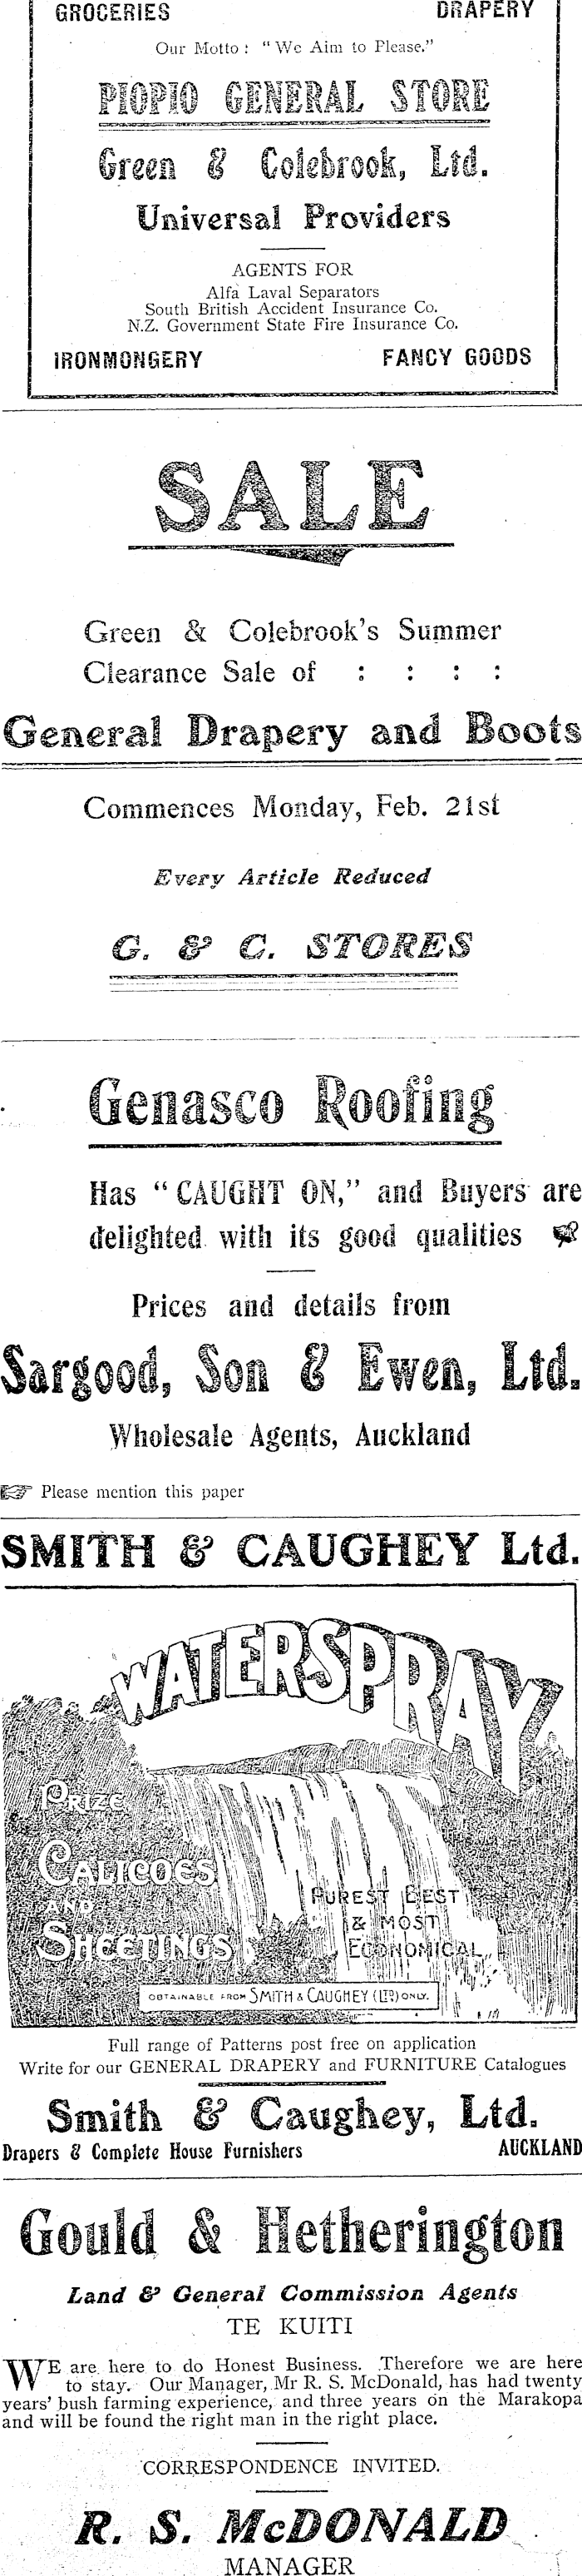 GROCERIES DRAPERY
Our Motto: "We Aim to Please."
PIOPIO GENERAL STORE
Green & Colebrook, Ltd.
Universal Providers
AGENTS FOR
Alfa Laval Separators
South British Accident Insurance Co.
N.Z. Government State Fire Insurance Co.
IRONMONGERY FANCY GOODS
SALE
Green & Colebrook's Summer
Clearance Sale of : : : :
General Drapery and Boots
Commences Monday, Feb. 21st
Every Article Reduced
G. & C. STORES
Genasco Roofing
Has "CAUGHT ON," and Buyers are
delighted with its good qualities
Prices and details from
Sargood, Son & Ewen, Ltd.
Wholesale Agents, Auckland
☞ Please mention this paper
SMITH & CAUGHEY Ltd.
WATERSPRAY
PRIZE
CALICOES
AND
SHEETINGS
PUREST BEST
& MOST
ECONOMICAL
OBTAINABLE FROM SMITH & CAUGHEY (LTD) ONLY.
Full range of Patterns post free on application
Write for our GENERAL DRAPERY and FURNITURE Catalogues
Smith & Caughey, Ltd.
Drapers & Complete House Furnishers AUCKLAND
Gould & Hetherington
Land & General Commission Agents
TE KUITI
WE are here to do Honest Business. Therefore we are here
to stay. Our Manager, Mr R. S. McDonald, has had twenty
years' bush farming experience, and three years on the Marakopa
and will be found the right man in the right place.
CORRESPONDENCE INVITED.
R. S. McDONALD
MANAGER